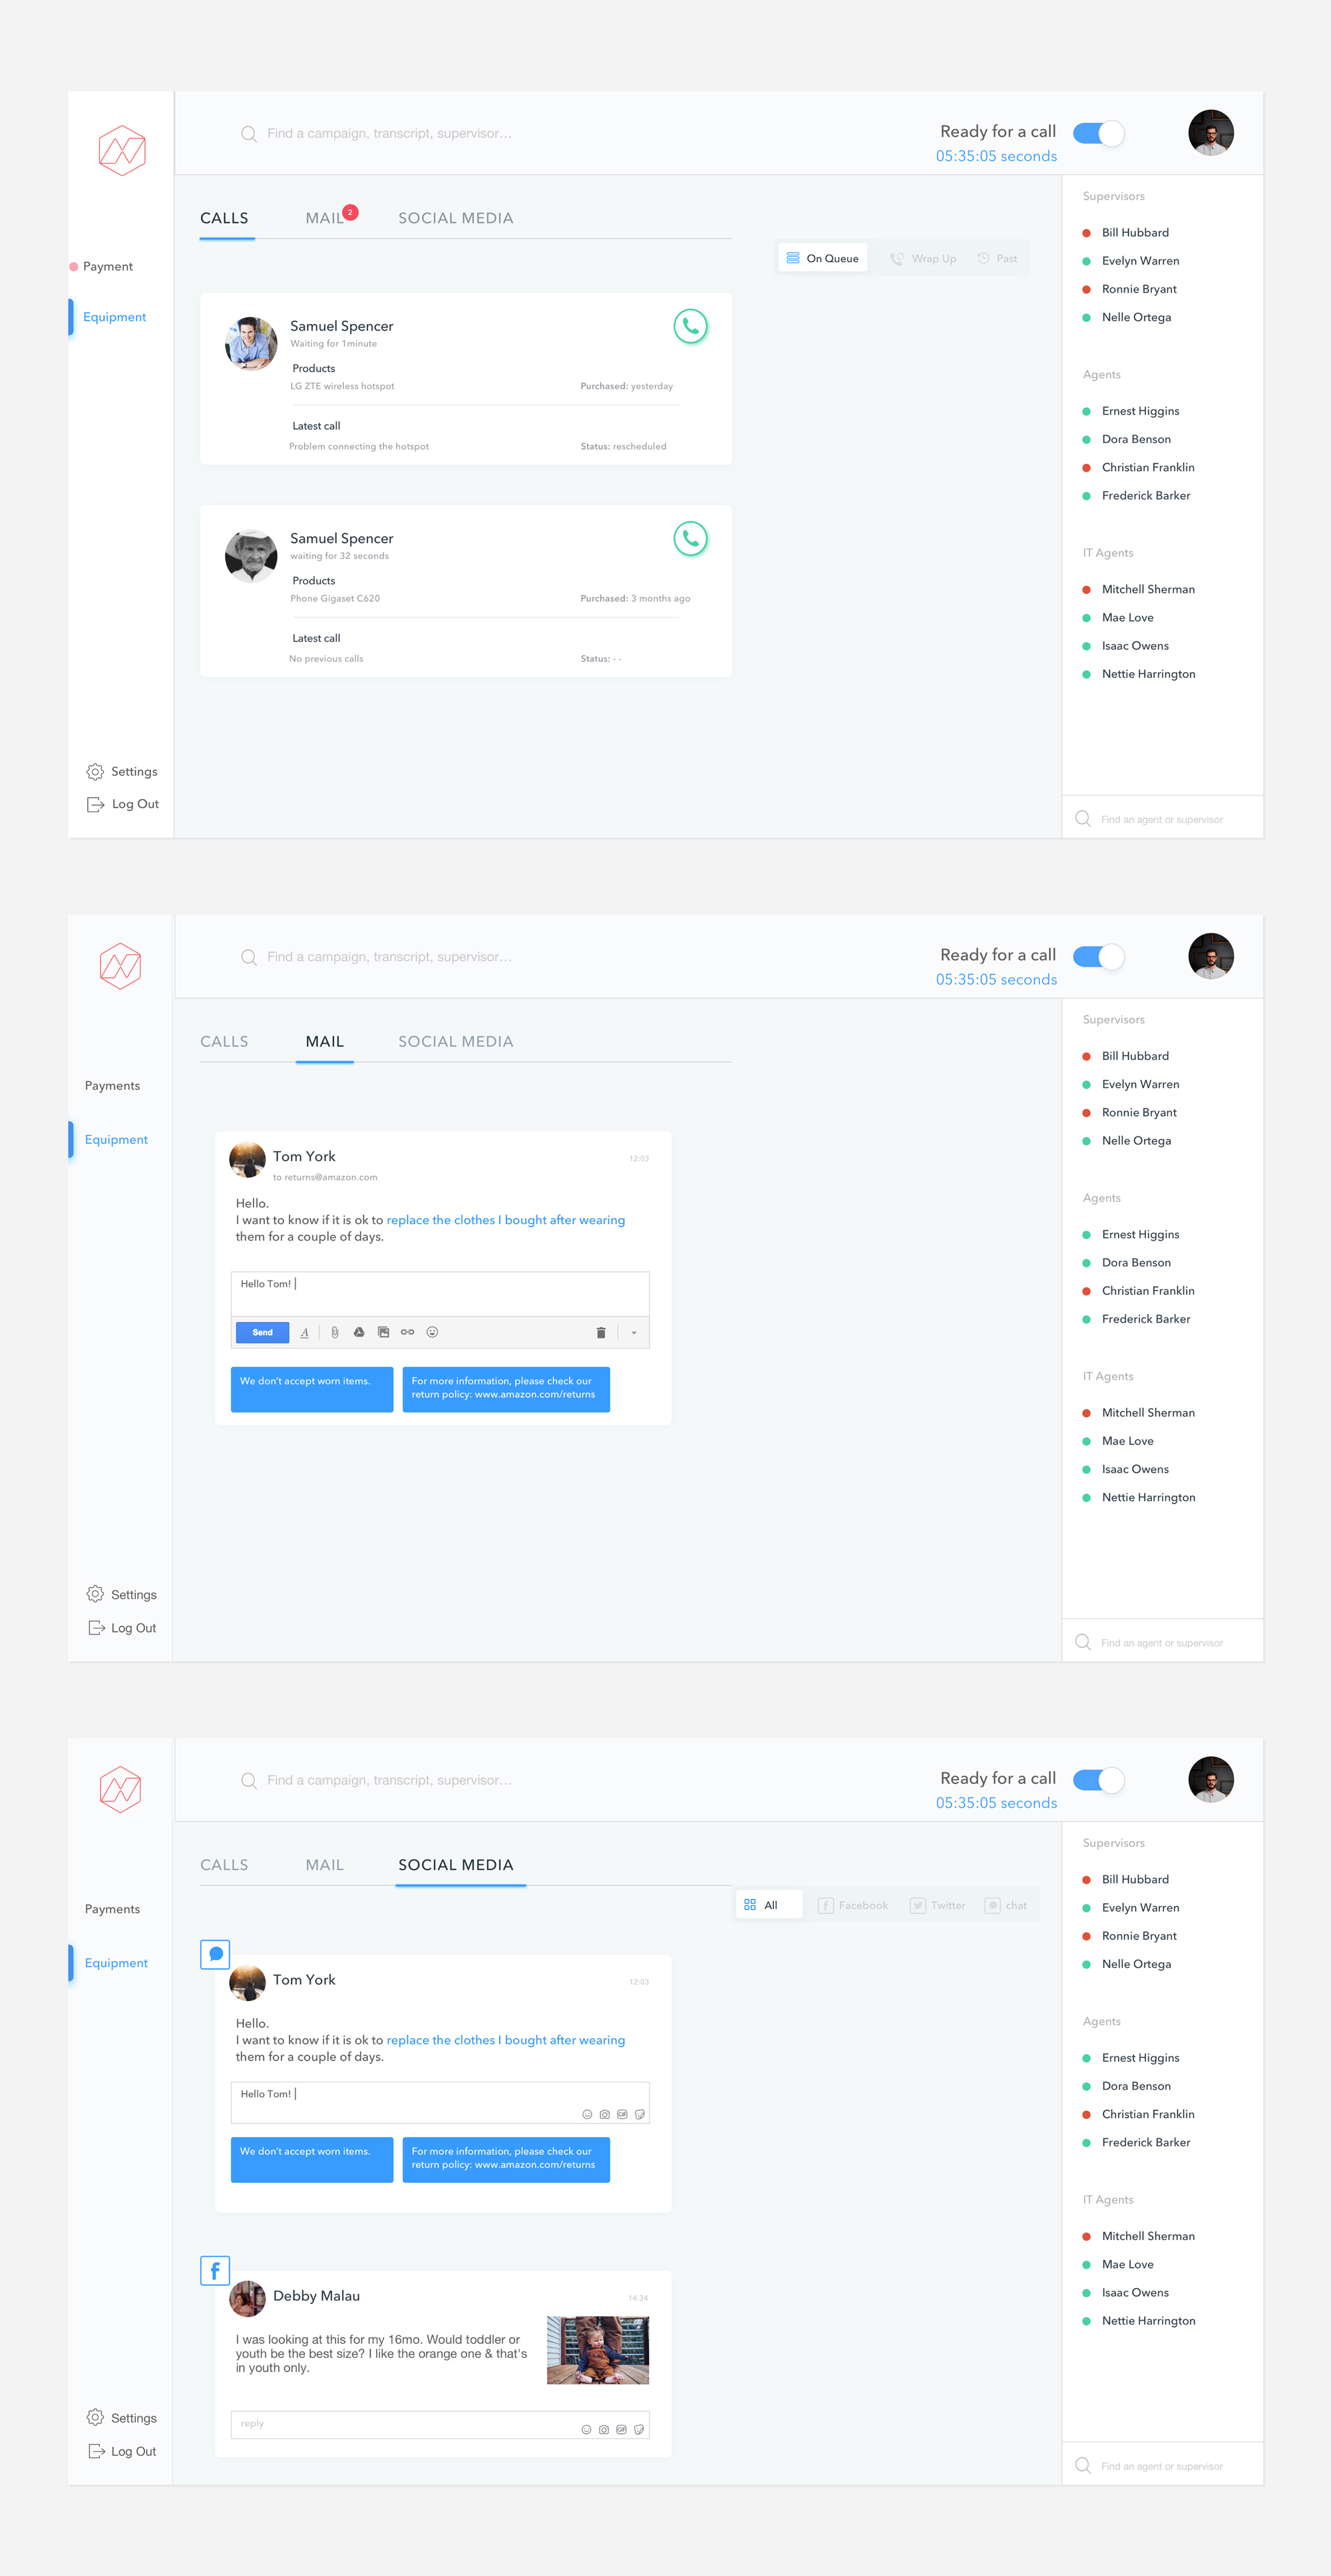 Find a campaign, transcript, supervisor...
Ready for a call
05:35:05 seconds
Payment
Equipment
Settings
Log Out
CALLS
MAIL
2
SOCIAL MEDIA
On Queue
Wrap Up
Past
Samuel Spencer
Waiting for 1minute
Products
LG ZTE wireless hotspot
Purchased: yesterday
Latest call
Problem connecting the hotspot
Status: rescheduled
Samuel Spencer
waiting for 32 seconds
Products
Phone Gigaset C620
Purchased: 3 months ago
Latest call
No previous calls
Status: - -
Supervisors
Bill Hubbard
Evelyn Warren
Ronnie Bryant
Nelle Ortega
Agents
Ernest Higgins
Dora Benson
Christian Franklin
Frederick Barker
IT Agents
Mitchell Sherman
Mae Love
Isaac Owens
Nettie Harrington
Find an agent or supervisor
Find a campaign, transcript, supervisor...
Ready for a call
05:35:05 seconds
Payments
Equipment
Settings
Log Out
CALLS
MAIL
SOCIAL MEDIA
Tom York
12:03
to returns@amazon.com
Hello.
I want to know if it is ok to replace the clothes I bought after wearing
them for a couple of days.
Hello Tom!
Send
A
We don't accept worn items.
For more information, please check our
return policy: www.amazon.com/returns
Supervisors
Bill Hubbard
Evelyn Warren
Ronnie Bryant
Nelle Ortega
Agents
Ernest Higgins
Dora Benson
Christian Franklin
Frederick Barker
IT Agents
Mitchell Sherman
Mae Love
Isaac Owens
Nettie Harrington
Find an agent or supervisor
Find a campaign, transcript, supervisor...
Ready for a call
05:35:05 seconds
Payments
Equipment
Settings
Log Out
CALLS
MAIL
SOCIAL MEDIA
All
Facebook
Twitter
chat
Tom York
12:03
Hello.
I want to know if it is ok to replace the clothes I bought after wearing
them for a couple of days.
Hello Tom!
GIF
We don't accept worn items.
For more information, please check our
return policy: www.amazon.com/returns
Debby Malau
14:34
I was looking at this for my 16mo. Would toddler or
youth be the best size? I like the orange one & that's
in youth only.
reply
GIF
Supervisors
Bill Hubbard
Evelyn Warren
Ronnie Bryant
Nelle Ortega
Agents
Ernest Higgins
Dora Benson
Christian Franklin
Frederick Barker
IT Agents
Mitchell Sherman
Mae Love
Isaac Owens
Nettie Harrington
Find an agent or supervisor